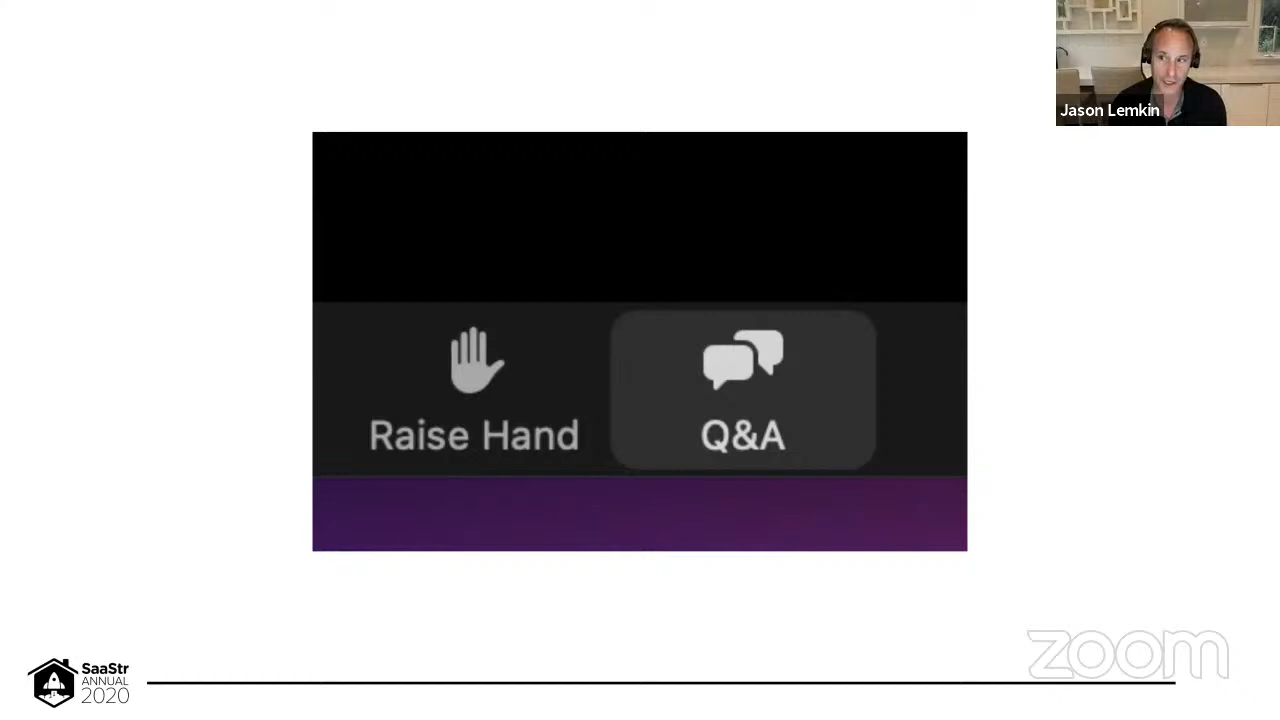 Jason Lemkin
Raise Hand
Q&A
SaaStr
ANNUAL
2020
zoom